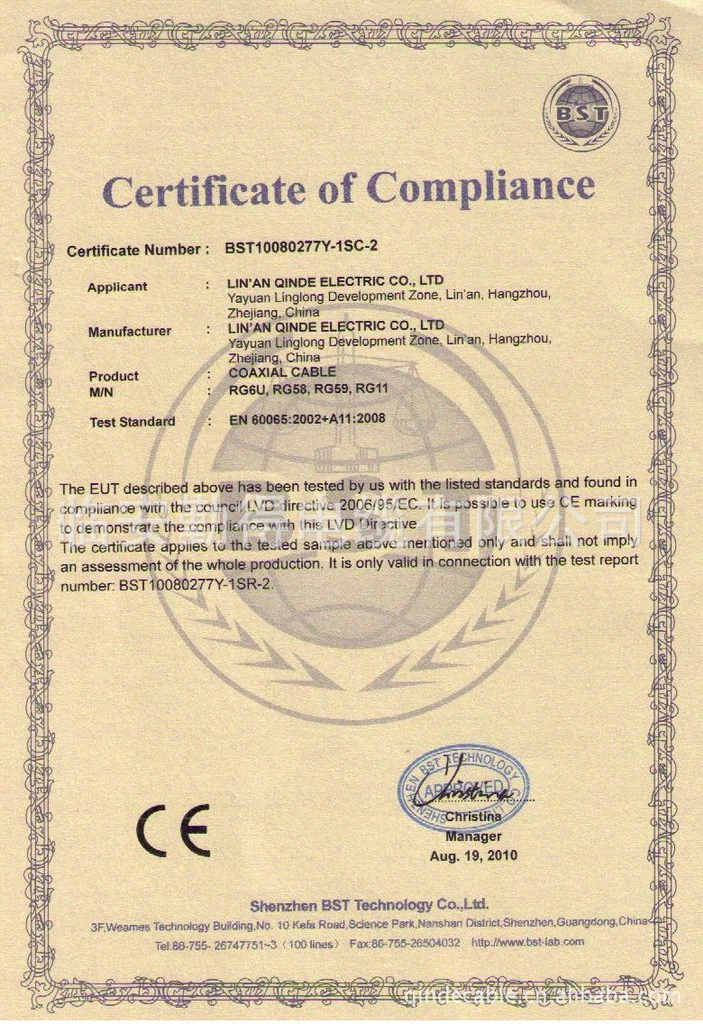 BST
Certificate of Compliance
Certificate Number : BST10080277Y-1SC-2
Applicant : LIN'AN QINDE ELECTRIC CO., LTD
Yayuan Linglong Development Zone, Lin'an, Hangzhou,
Zhejiang, China
Manufacturer : LIN'AN QINDE ELECTRIC CO., LTD
Yayuan Linglong Development Zone, Lin'an, Hangzhou,
Zhejiang, China
Product : COAXIAL CABLE
M/N : RG6U, RG58, RG59, RG11
Test Standard : EN 60065:2002+A11:2008
The EUT described above has been tested by us with the listed standards and found in
compliance with the council LVD directive 2006/95/EC. It is possible to use CE marking
to demonstrate the compliance with this LVD Directive
The certificate applies to the tested sample above mentioned only and shall not imply
an assessment of the whole production. It is only valid in connection with the test report
number: BST10080277Y-1SR-2.
SHENZHEN BST TECHNOLOGY CO., LTD
APPROVED
Christina
Christina
Manager
Aug. 19, 2010
CE
Shenzhen BST Technology Co.,Ltd.
3F,Weames Technology Building,No. 10 Kefa Road,Science Park,Nanshan District,Shenzhen,Guangdong,China
Tel:86-755- 26747751~3 (100 lines) Fax:86-755-26504032 http://www.bst-lab.com
qindecable.cn.alibaba.com